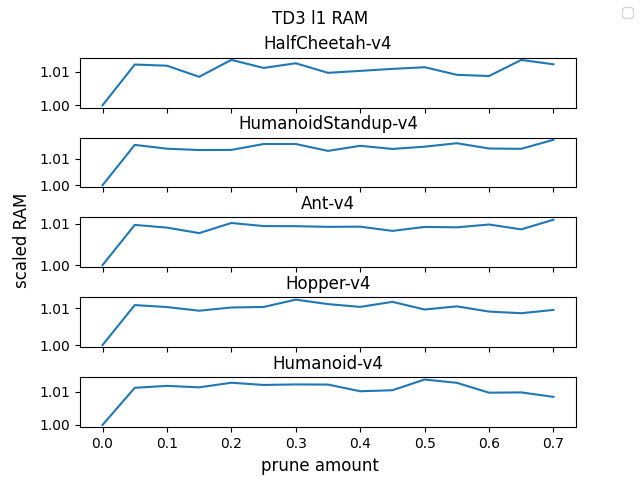 TD3 l1 RAM
HalfCheetah-v4
1.01
1.00
HumanoidStandup-v4
1.01
1.00
Ant-v4
1.01
1.00
scaled RAM
Hopper-v4
1.01
1.00
Humanoid-v4
1.01
1.00
0.0 0.1 0.2 0.3 0.4 0.5 0.6 0.7
prune amount